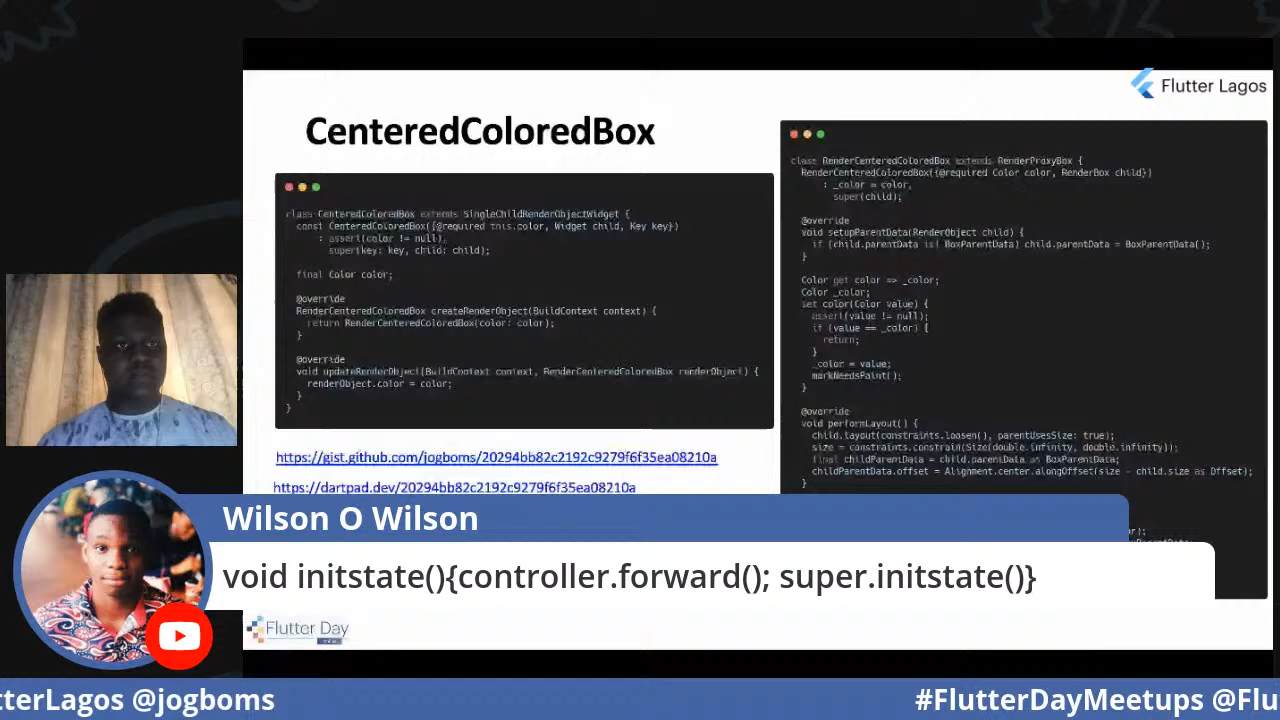 Flutter Lagos
CenteredColoredBox
class CenteredColoredBox extends SingleChildRenderObjectWidget {
const CenteredColoredBox({@required this.color, Widget child, Key key})
: assert(color != null),
super(key: key, child: child);
final Color color;
@override
RenderCenteredColoredBox createRenderObject(BuildContext context) {
return RenderCenteredColoredBox(color: color);
}
@override
void updateRenderObject(BuildContext context, RenderCenteredColoredBox renderObject) {
renderObject.color = color;
}
}
https://gist.github.com/jogboms/20294bb82c2192c9279f6f35ea08210a
https://dartpad.dev/20294bb82c2192c9279f6f35ea08210a
class RenderCenteredColoredBox extends RenderProxyBox {
RenderCenteredColoredBox({@required Color color, RenderBox child})
: _color = color,
super(child);
@override
void setupParentData(RenderObject child) {
if (child.parentData is! BoxParentData) child.parentData = BoxParentData();
}
Color get color => _color;
Color _color;
set color(Color value) {
assert(value != null);
if (value == _color) {
return;
}
_color = value;
markNeedsPaint();
}
@override
void performLayout() {
child.layout(constraints.loosen(), parentUsesSize: true);
size = constraints.constrain(Size(double.infinity, double.infinity));
final childParentData = child.parentData as BoxParentData;
childParentData.offset = Alignment.center.alongOffset(size - child.size as Offset);
}
Wilson O Wilson
void initstate(){controller.forward(); super.initstate()}
Flutter Day
tterLagos @jogboms
#FlutterDayMeetups @Flu